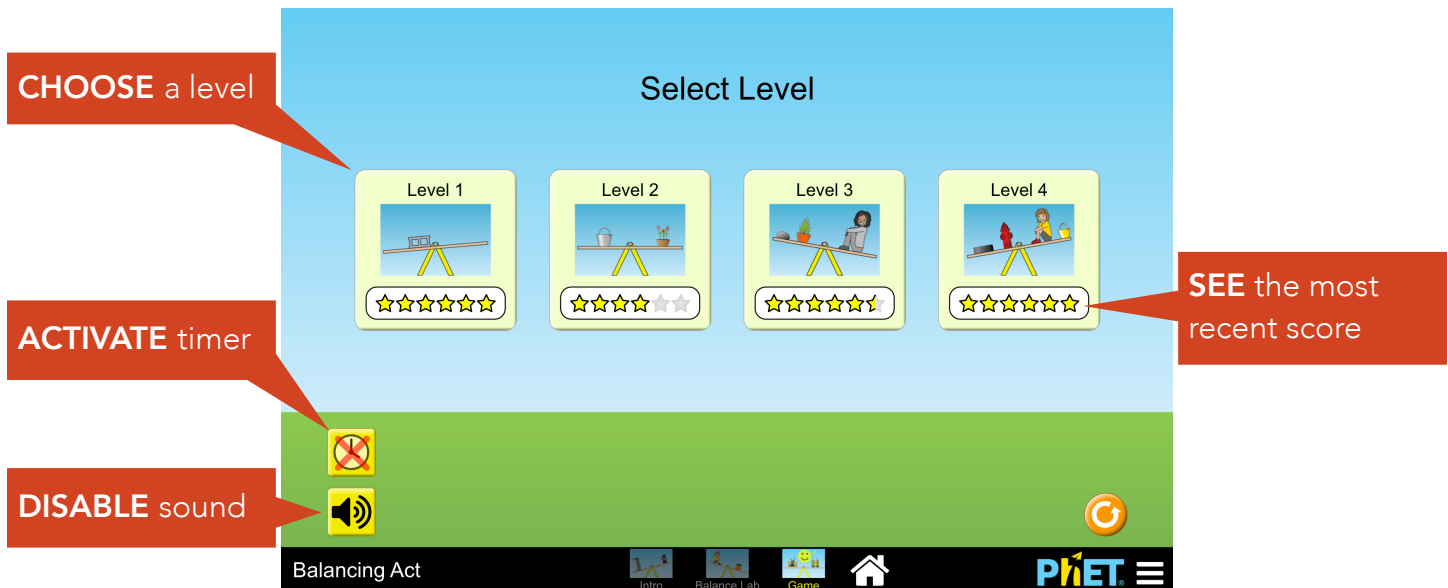 CHOOSE a level
Select Level
Level 1
Level 2
Level 3
Level 4
SEE the most
recent score
ACTIVATE timer
DISABLE sound
Balancing Act
Intro
Balance Lab
Game
PhET